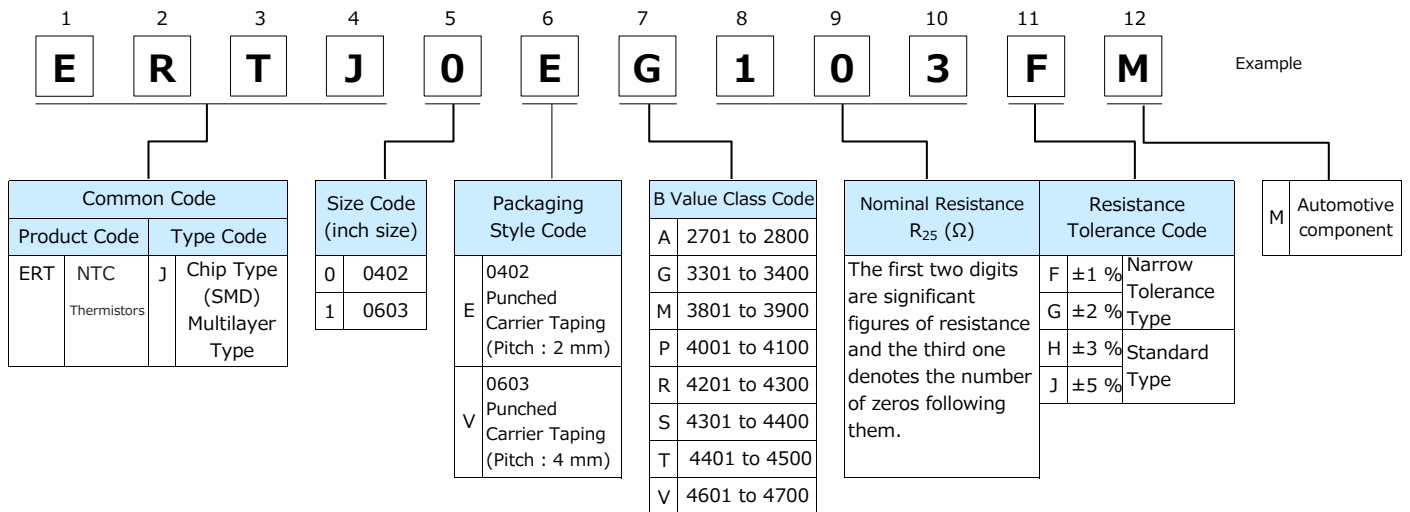 1 2 3 4 5 6 7 8 9 10 11 12
E R T J 0 E G 1 0 3 F M
Example
Common Code
Product Code Type Code
ERT NTC
Thermistors
J Chip Type
(SMD)
Multilayer
Type
Size Code
(inch size)
0 0402
1 0603
Packaging
Style Code
E 0402
Punched
Carrier Taping
(Pitch : 2 mm)
V 0603
Punched
Carrier Taping
(Pitch : 4 mm)
B Value Class Code
A 2701 to 2800
G 3301 to 3400
M 3801 to 3900
P 4001 to 4100
R 4201 to 4300
S 4301 to 4400
T 4401 to 4500
V 4601 to 4700
Nominal Resistance
R₂₅ (Ω)
The first two digits
are significant
figures of resistance
and the third one
denotes the number
of zeros following
them.
Resistance
Tolerance Code
F ±1 %
G ±2 %
Narrow
Tolerance
Type
H ±3 %
J ±5 %
Standard
Type
M Automotive
component